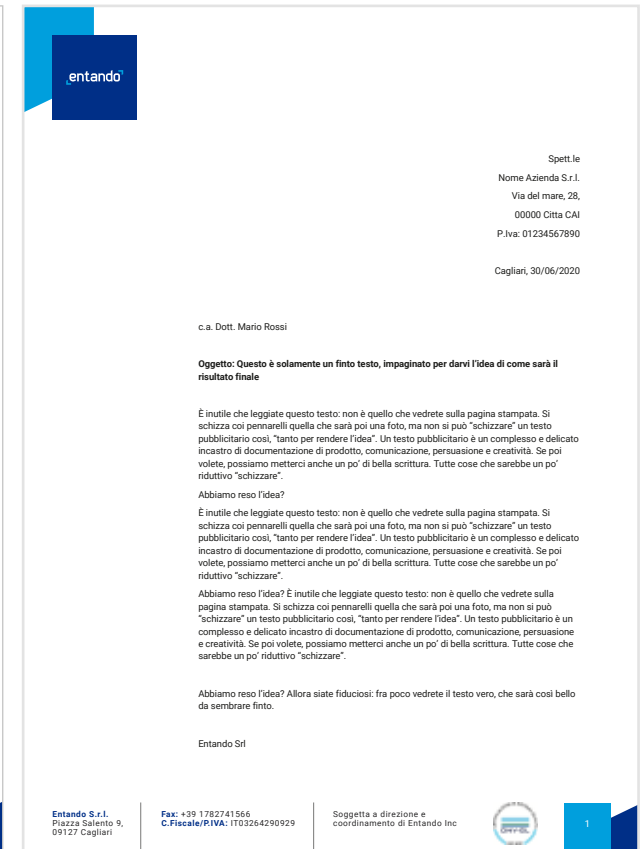 entando
Spett.le
Nome Azienda S.r.l.
Via del mare, 28,
00000 Citta CAI
P.Iva: 01234567890
Cagliari, 30/06/2020
c.a. Dott. Mario Rossi
Oggetto: Questo è solamente un finto testo, impaginato per darvi l'idea di come sarà il
risultato finale
È inutile che leggiate questo testo: non è quello che vedrete sulla pagina stampata. Si
schizza coi pennarelli quella che sarà poi una foto, ma non si può “schizzare” un testo
pubblicitario così, “tanto per rendere l'idea”. Un testo pubblicitario è un complesso e delicato
incastro di documentazione di prodotto, comunicazione, persuasione e creatività. Se poi
volete, possiamo metterci anche un po' di bella scrittura. Tutte cose che sarebbe un po'
riduttivo “schizzare”.
Abbiamo reso l'idea?
È inutile che leggiate questo testo: non è quello che vedrete sulla pagina stampata. Si
schizza coi pennarelli quella che sarà poi una foto, ma non si può “schizzare” un testo
pubblicitario così, “tanto per rendere l'idea”. Un testo pubblicitario è un complesso e delicato
incastro di documentazione di prodotto, comunicazione, persuasione e creatività. Se poi
volete, possiamo metterci anche un po' di bella scrittura. Tutte cose che sarebbe un po'
riduttivo “schizzare”.
Abbiamo reso l'idea? È inutile che leggiate questo testo: non è quello che vedrete sulla
pagina stampata. Si schizza coi pennarelli quella che sarà poi una foto, ma non si può
“schizzare” un testo pubblicitario così, “tanto per rendere l'idea”. Un testo pubblicitario è un
complesso e delicato incastro di documentazione di prodotto, comunicazione, persuasione
e creatività. Se poi volete, possiamo metterci anche un po' di bella scrittura. Tutte cose che
sarebbe un po' riduttivo “schizzare”.
Abbiamo reso l'idea? Allora siate fiduciosi: fra poco vedrete il testo vero, che sarà così bello
da sembrare finto.
Entando Srl
Entando S.r.l.
Piazza Salento 9,
09127 Cagliari
Fax: +39 1782741566
C.Fiscale/P.IVA: IT03264290929
Soggetta a direzione e
coordinamento di Entando Inc
1